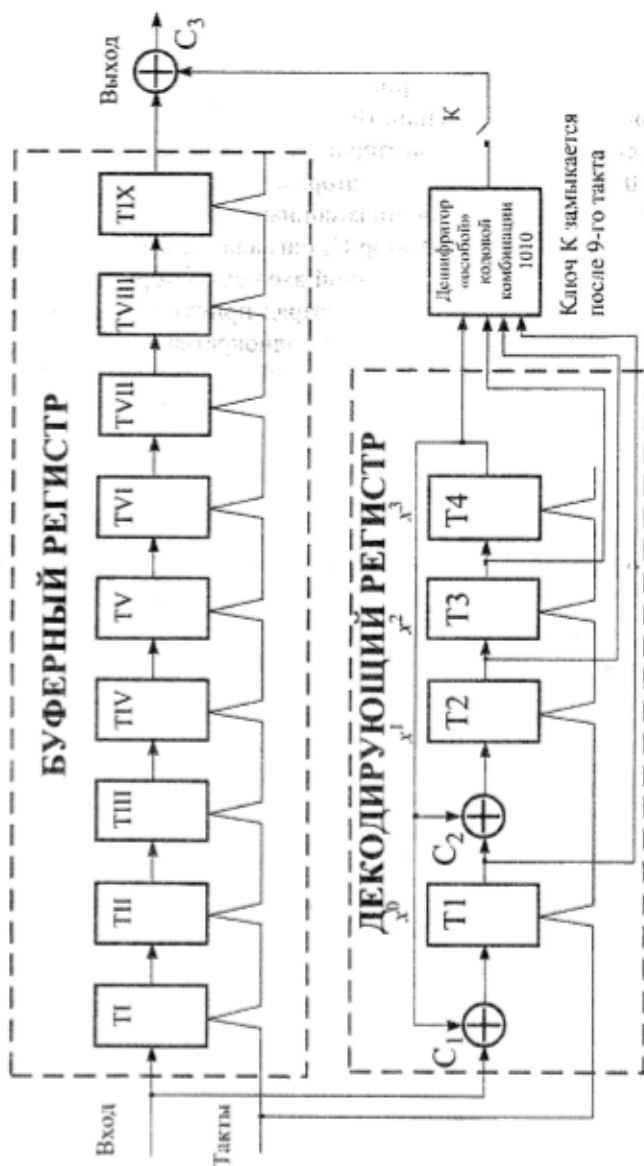 БУФЕРНЫЙ РЕГИСТР
Вход
Такты
TI
TII
TIII
TIV
TV
TVI
TVII
TVIII
TIX
Выход
C3
ДЕКОДИРУЮЩИЙ РЕГИСТР
C1
x0
T1
C2
x1
T2
x2
T3
x3
T4
Дешифратор
«особой»
кодовой
комбинации
1010
К
Ключ К замыкается
после 9-го такта